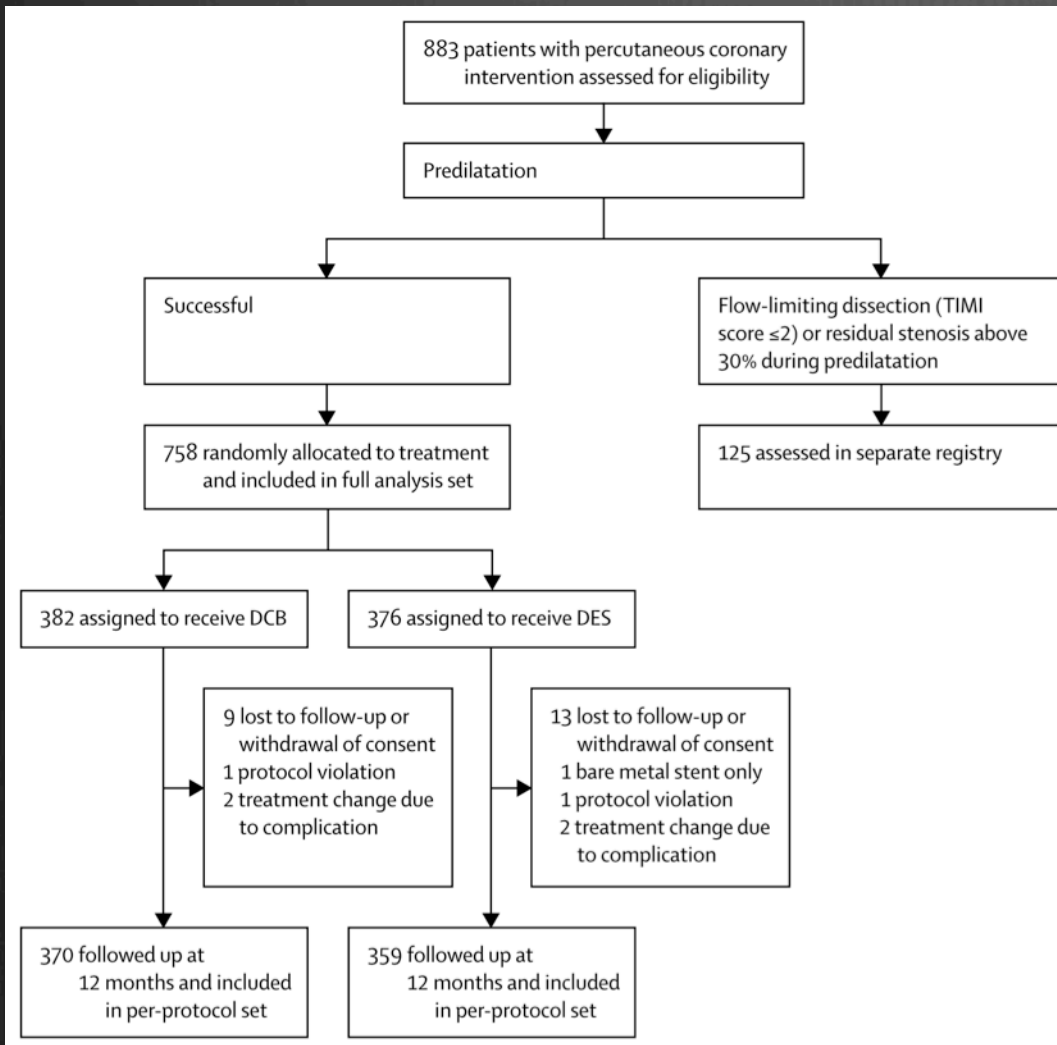 883 patients with percutaneous coronary
intervention assessed for eligibility
Predilatation
Successful
Flow-limiting dissection (TIMI
score ≤2) or residual stenosis above
30% during predilatation
758 randomly allocated to treatment
and included in full analysis set
125 assessed in separate registry
382 assigned to receive DCB
376 assigned to receive DES
9 lost to follow-up or
withdrawal of consent
1 protocol violation
2 treatment change due
to complication
13 lost to follow-up or
withdrawal of consent
1 bare metal stent only
1 protocol violation
2 treatment change due
to complication
370 followed up at
12 months and included
in per-protocol set
359 followed up at
12 months and included
in per-protocol set